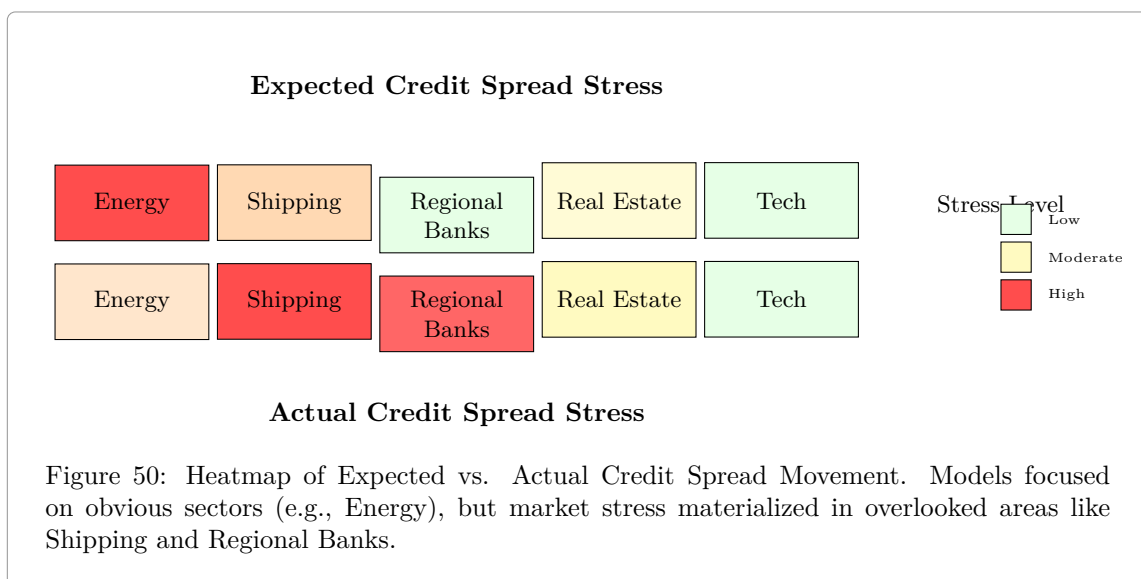 Expected Credit Spread Stress
Energy
Shipping
Regional
Banks
Real Estate
Tech
Stress Level
Low
Moderate
High
Energy
Shipping
Regional
Banks
Real Estate
Tech
Actual Credit Spread Stress
Figure 50: Heatmap of Expected vs. Actual Credit Spread Movement. Models focused
on obvious sectors (e.g., Energy), but market stress materialized in overlooked areas like
Shipping and Regional Banks.